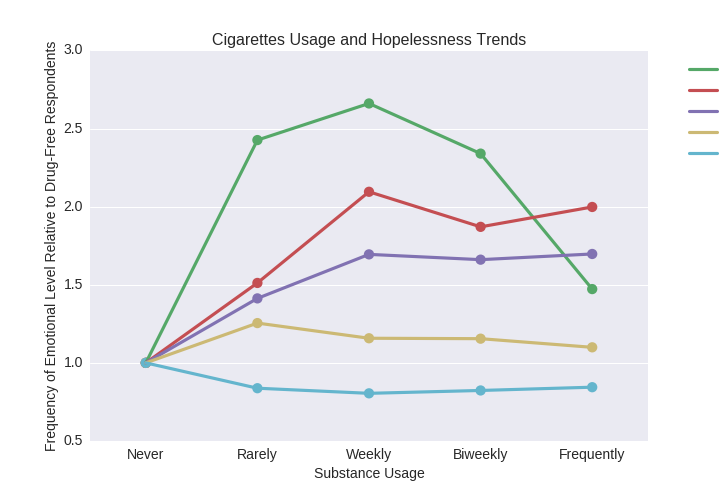 Cigarettes Usage and Hopelessness Trends
Frequency of Emotional Level Relative to Drug-Free Respondents
3.0
2.5
2.0
1.5
1.0
0.5
Never Rarely Weekly Biweekly Frequently
Substance Usage